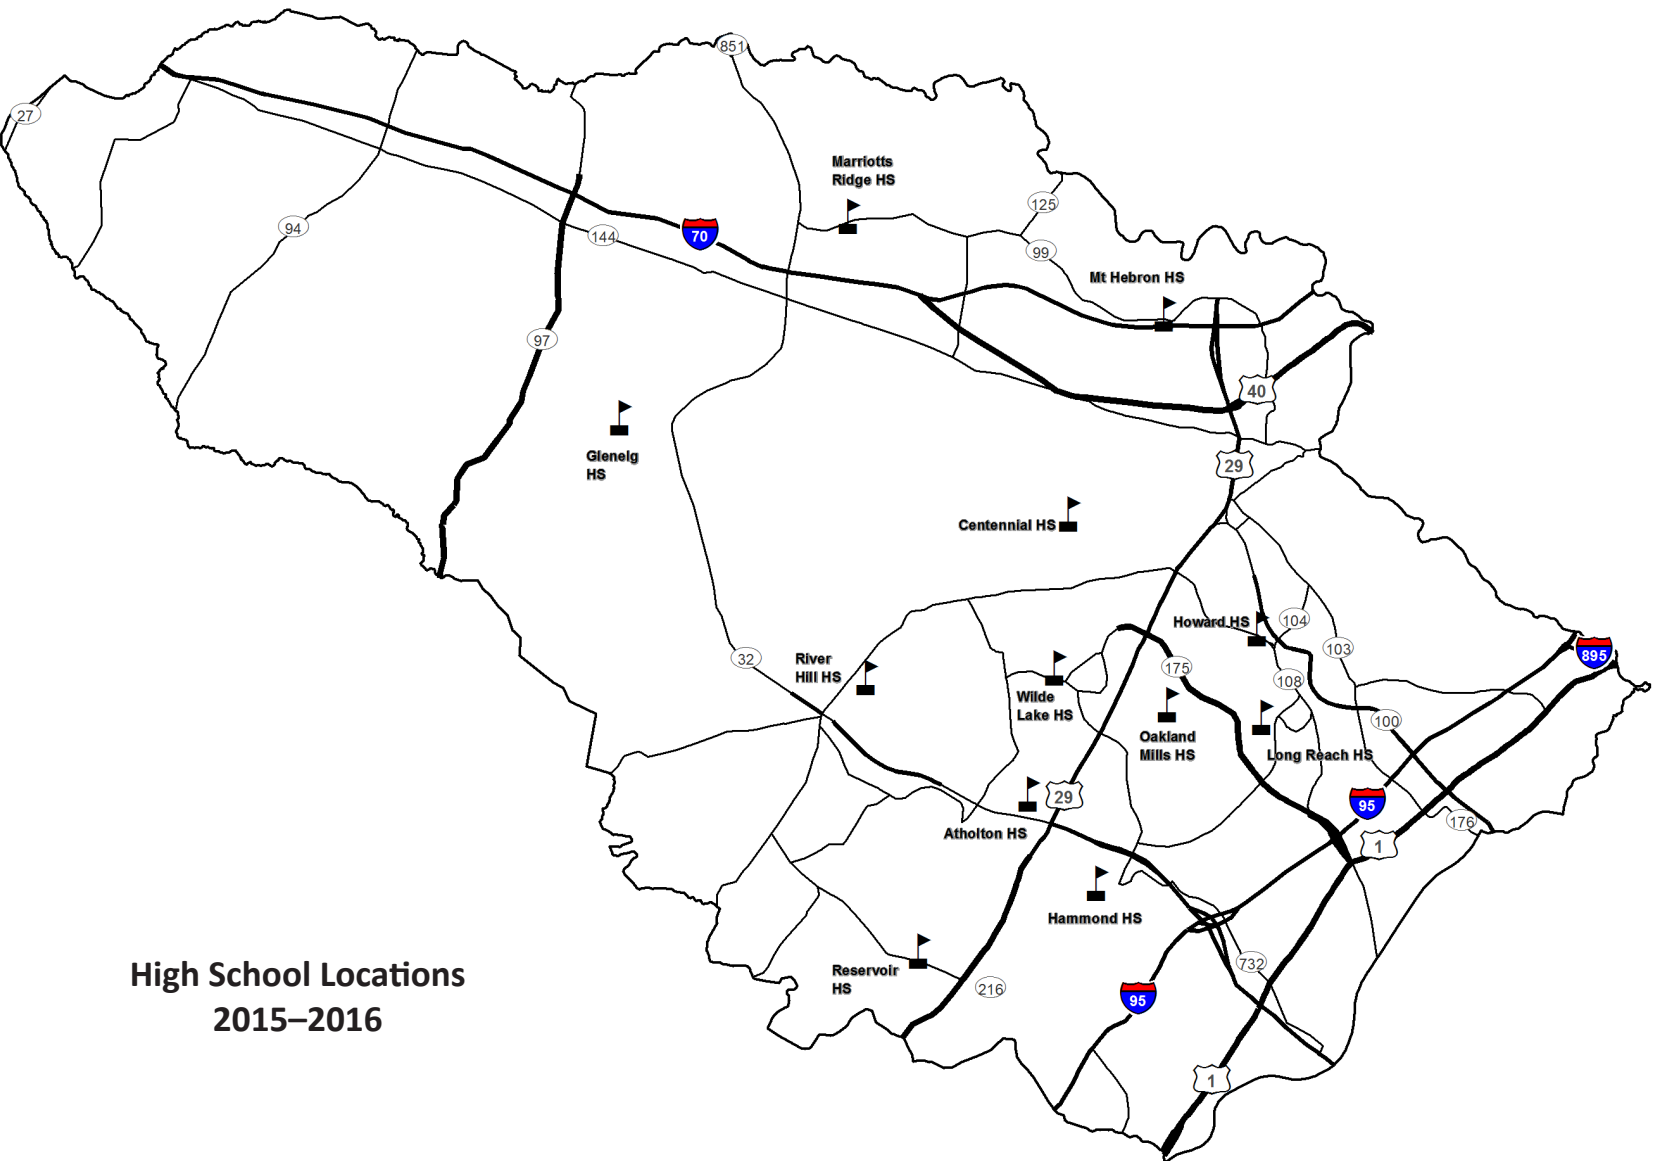 851
27
Marriotts
Ridge HS
125
94
144
70
99
Mt Hebron HS
97
40
Glenelg
HS
29
Centennial HS
Howard HS
104
103
32
River
Hill HS
175
895
108
Wilde
Lake HS
100
Oakland
Mills HS
Long Reach HS
29
95
176
Atholton HS
1
Hammond HS
732
High School Locations
2015–2016
Reservoir
HS
216
95
1